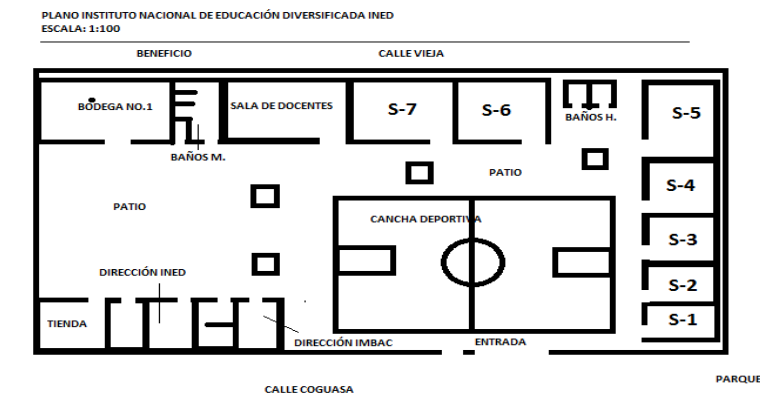 PLANO INSTITUTO NACIONAL DE EDUCACIÓN DIVERSIFICADA INED
ESCALA: 1:100
BENEFICIO
CALLE VIEJA
BODEGA NO.1
SALA DE DOCENTES
S-7
S-6
BAÑOS H.
S-5
BAÑOS M.
PATIO
S-4
PATIO
CANCHA DEPORTIVA
S-3
DIRECCIÓN INED
S-2
TIENDA
S-1
DIRECCIÓN IMBAC
ENTRADA
PARQUE
CALLE COGUASA